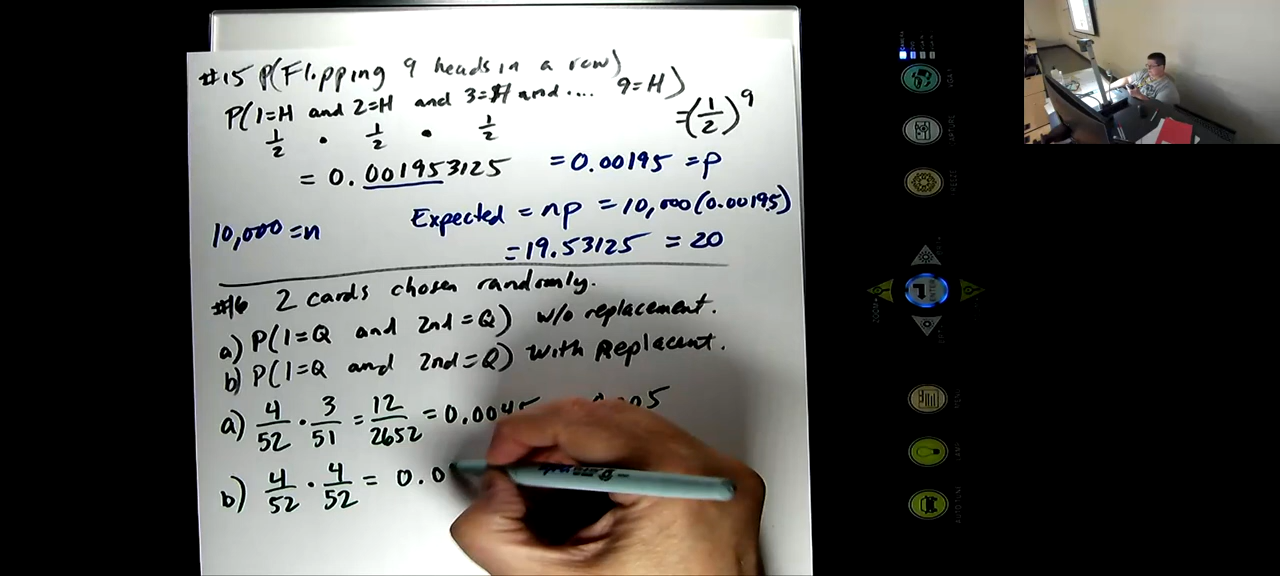 #15 P(Flipping 9 heads in a row)
P(1=H and 2=H and 3=H and.... 9=H) =(1/2)^9
1/2 • 1/2 • 1/2
= 0.001953125 = 0.00195 = p
10,000=n Expected = np = 10,000(0.00195)
=19.53125 = 20
#16 2 cards chosen randomly.
a) P(1=Q and 2nd=Q) w/o replacement.
b) P(1=Q and 2nd=Q) with Replacent.
a) 4/52 · 3/51 = 12/2652 = 0.0045
b) 4/52 · 4/52 = 0.0
ENTER